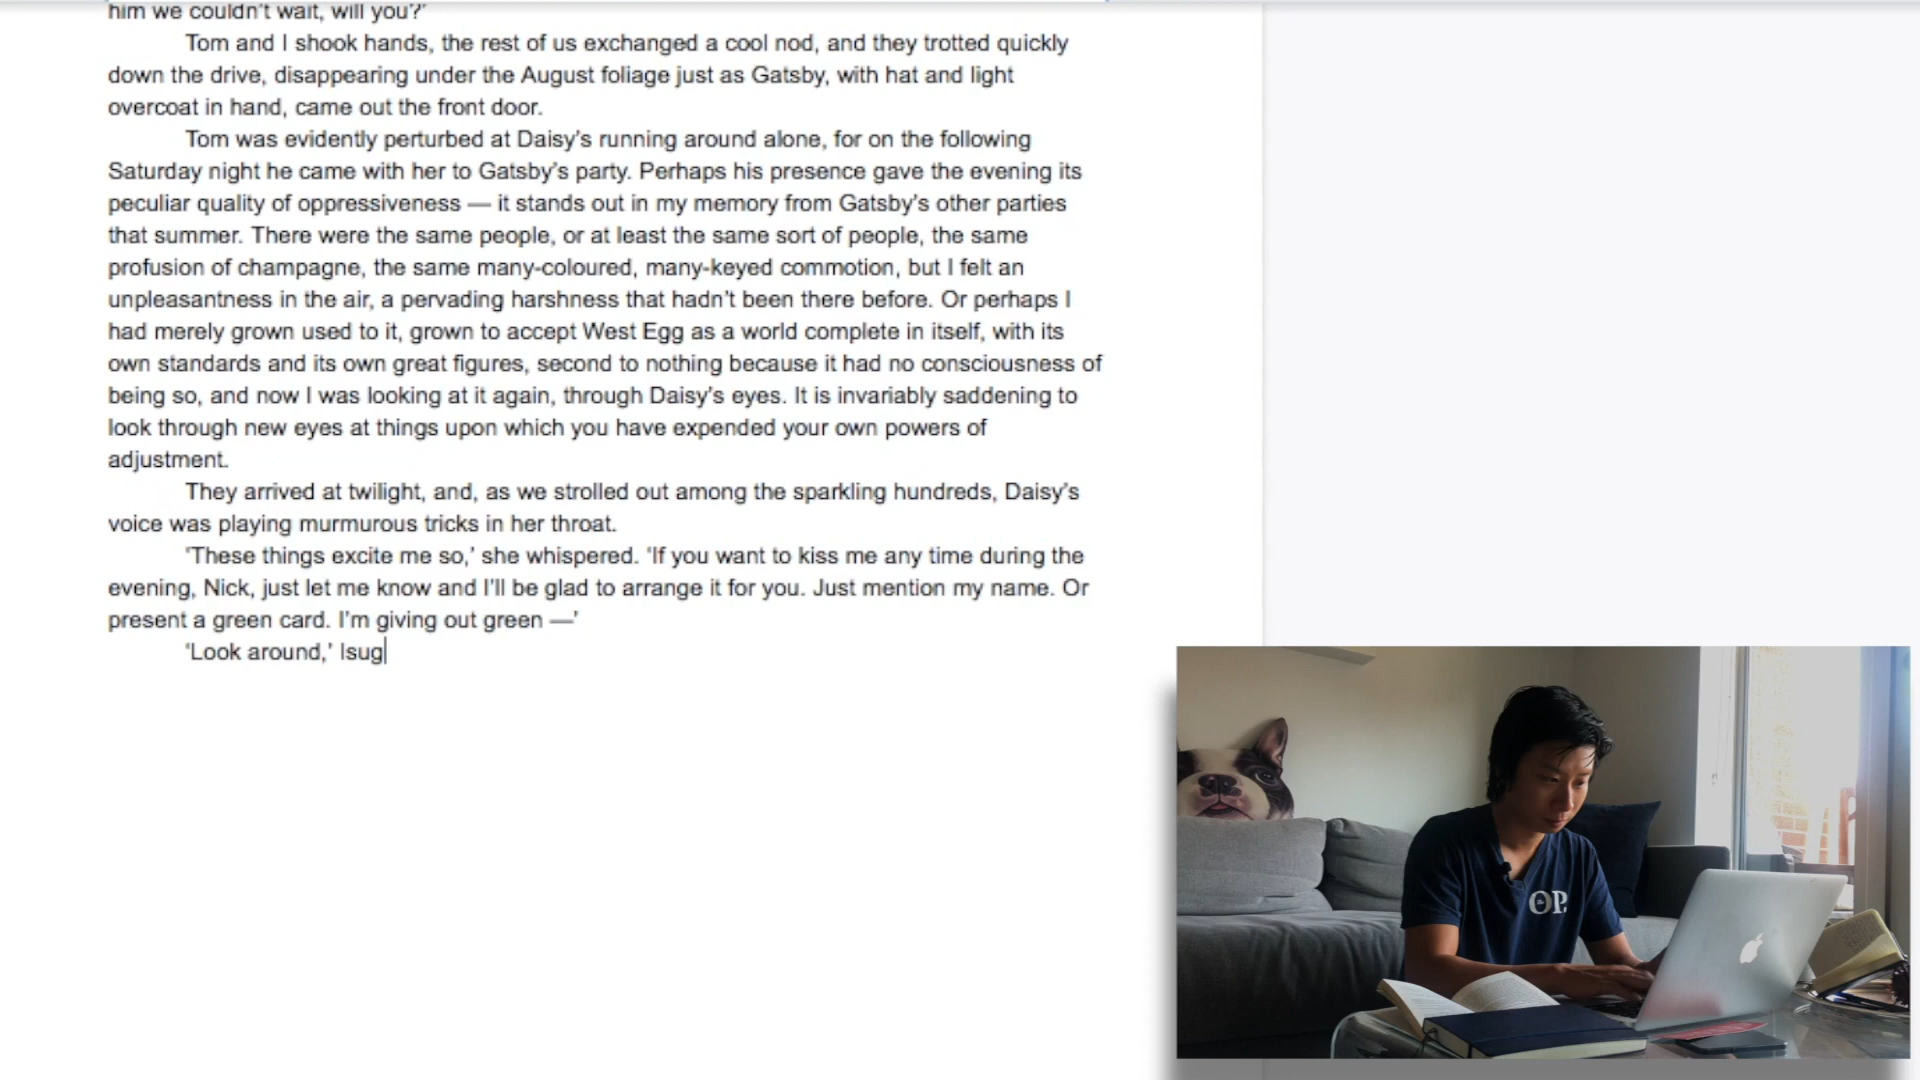 him we couldn't wait, will you?'
Tom and I shook hands, the rest of us exchanged a cool nod, and they trotted quickly
down the drive, disappearing under the August foliage just as Gatsby, with hat and light
overcoat in hand, came out the front door.
Tom was evidently perturbed at Daisy's running around alone, for on the following
Saturday night he came with her to Gatsby's party. Perhaps his presence gave the evening its
peculiar quality of oppressiveness — it stands out in my memory from Gatsby's other parties
that summer. There were the same people, or at least the same sort of people, the same
profusion of champagne, the same many-coloured, many-keyed commotion, but I felt an
unpleasantness in the air, a pervading harshness that hadn't been there before. Or perhaps I
had merely grown used to it, grown to accept West Egg as a world complete in itself, with its
own standards and its own great figures, second to nothing because it had no consciousness of
being so, and now I was looking at it again, through Daisy's eyes. It is invariably saddening to
look through new eyes at things upon which you have expended your own powers of
adjustment.
They arrived at twilight, and, as we strolled out among the sparkling hundreds, Daisy's
voice was playing murmurous tricks in her throat.
‘These things excite me so,’ she whispered. ‘If you want to kiss me any time during the
evening, Nick, just let me know and I'll be glad to arrange it for you. Just mention my name. Or
present a green card. I'm giving out green —’
‘Look around,’ Isug
OP.